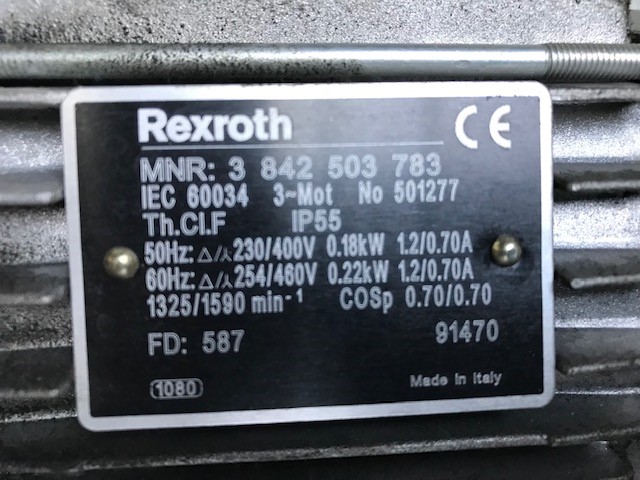 Rexroth CE
MNR: 3 842 503 783
IEC 60034 3~Mot No 501277
Th.Cl.F IP55
50Hz: △/⅄ 230/400V 0.18kW 1.2/0.70A
60Hz: △/⅄ 254/460V 0.22kW 1.2/0.70A
1325/1590 min-¹ COSp 0.70/0.70
FD: 587 91470
1080 Made in Italy